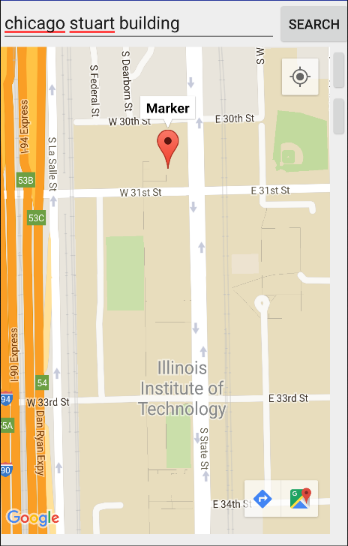 chicago stuart building
SEARCH
S Federal St
S Dearborn St
Marker
W 30th St
E 30th St
I-94 Express
S La Salle St
53B
W 31st St
E 31st St
53C
I-90 Express
Illinois
Institute of
Technology
54
94
W 33rd St
E 33rd St
55A
Dan Ryan Expy
S State St
90
E 34th St
G
Google